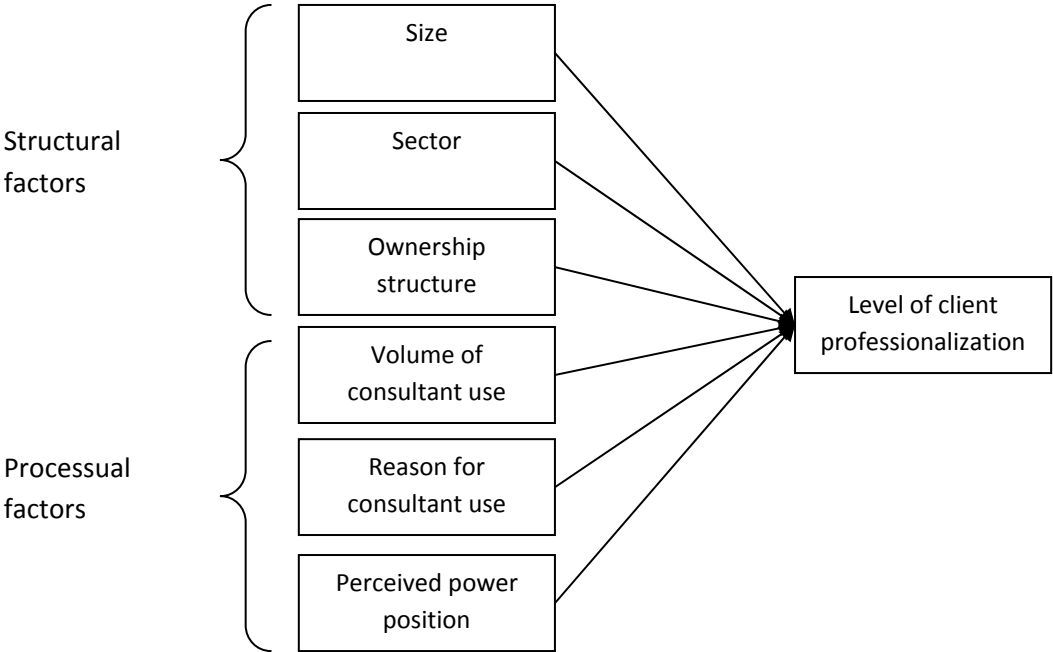 Structural
factors
Size
Sector
Ownership
structure
Processual
factors
Volume of
consultant use
Reason for
consultant use
Perceived power
position
Level of client
professionalization